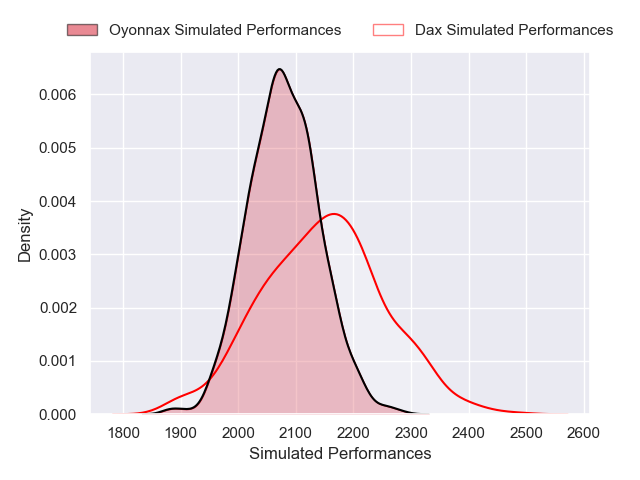 Oyonnax Simulated Performances
Dax Simulated Performances
0.006
0.005
0.004
0.003
0.002
0.001
0.000
Density
1800 1900 2000 2100 2200 2300 2400 2500 2600
Simulated Performances